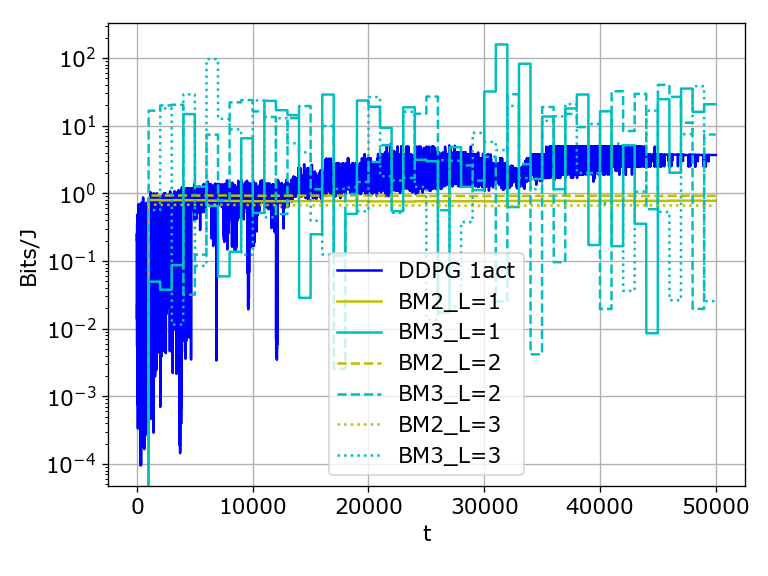 10²
10¹
10⁰
10⁻¹
10⁻²
10⁻³
10⁻⁴
Bits/J
DDPG 1act
BM2_L=1
BM3_L=1
BM2_L=2
BM3_L=2
BM2_L=3
BM3_L=3
0 10000 20000 30000 40000 50000
t